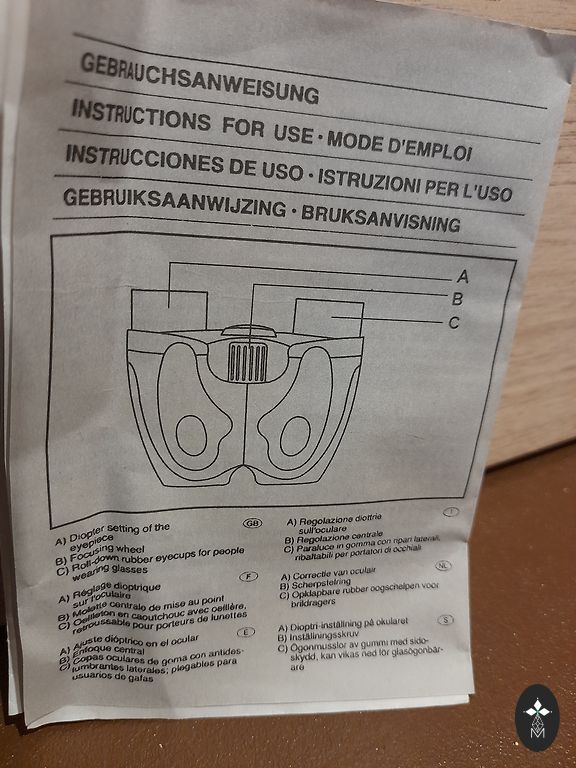 GEBRAUCHSANWEISUNG
INSTRUCTIONS FOR USE · MODE D'EMPLOI
INSTRUCCIONES DE USO · ISTRUZIONI PER L'USO
GEBRUIKSAANWIJZING · BRUKSANVISNING
A
B
C
GB
A) Diopter setting of the
eyepiece
B) Focusing wheel
C) Roll-down rubber eyecups for people
wearing glasses
F
A) Réglage dioptrique
sur l'oculaire
B) Molette centrale de mise au point
C) Oeilleton en caoutchouc avec oeillère,
retroussable pour porteurs de lunettes
E
A) Ajuste dióptrico en el ocular
B) Enfoque central
C) Copas oculares de goma con antides-
lumbrantes laterales; plegables para
usuarios de gafas
I
A) Regolazione diottrie
sull'oculare
B) Regolazione centrale
C) Paraluce in gomma con ripari laterali,
ribaltabili per portatori di occhiali
NL
A) Correctie van oculair
B) Scherpstelring
C) Opklapbare rubber oogschelpen voor
brildragers
S
A) Dioptri-inställning på okularet
B) Inställningsskruv
C) Ögonmusslor av gummi med sido-
skydd, kan vikas ned för glasögonbär-
are
M